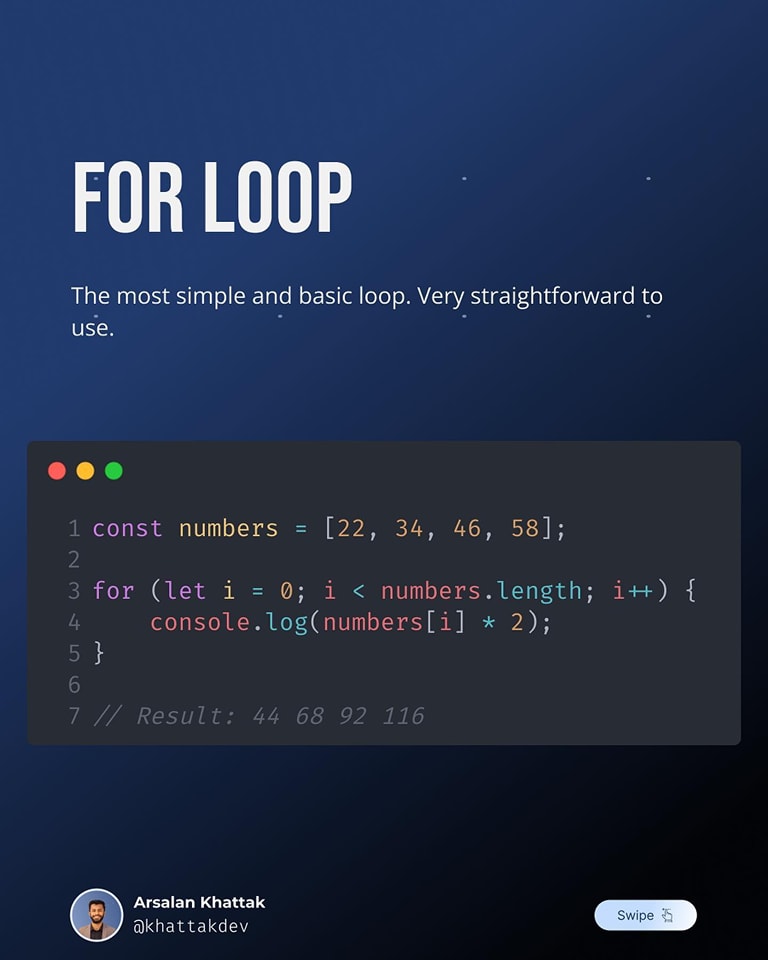 FOR LOOP
The most simple and basic loop. Very straightforward to
use.
1 const numbers = [22, 34, 46, 58];
2
3 for (let i = 0; i < numbers.length; i++) {
4     console.log(numbers[i] * 2);
5 }
6
7 // Result: 44 68 92 116
Arsalan Khattak
@khattakdev
Swipe